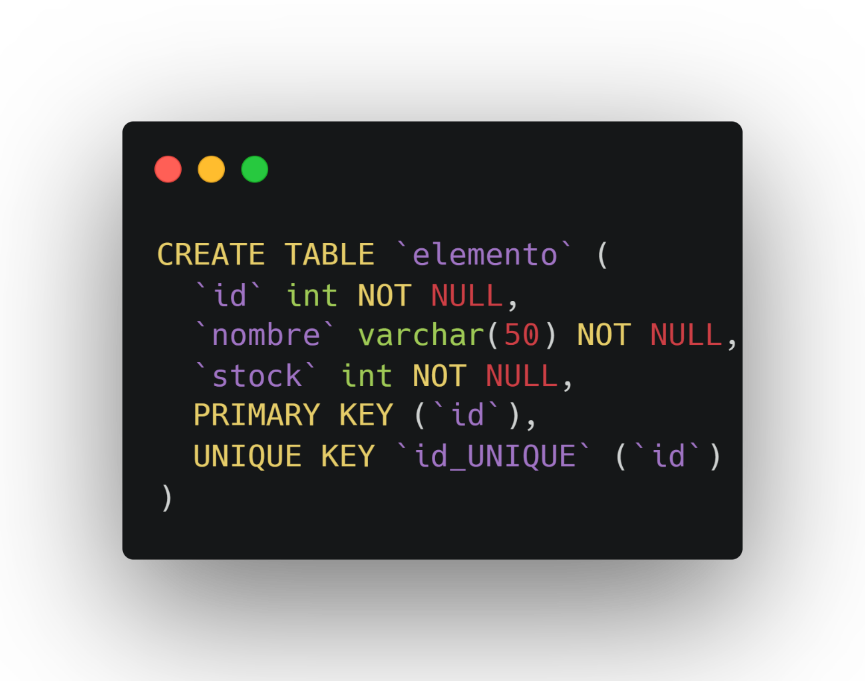 CREATE TABLE `elemento` (
  `id` int NOT NULL,
  `nombre` varchar(50) NOT NULL,
  `stock` int NOT NULL,
  PRIMARY KEY (`id`),
  UNIQUE KEY `id_UNIQUE` (`id`)
)